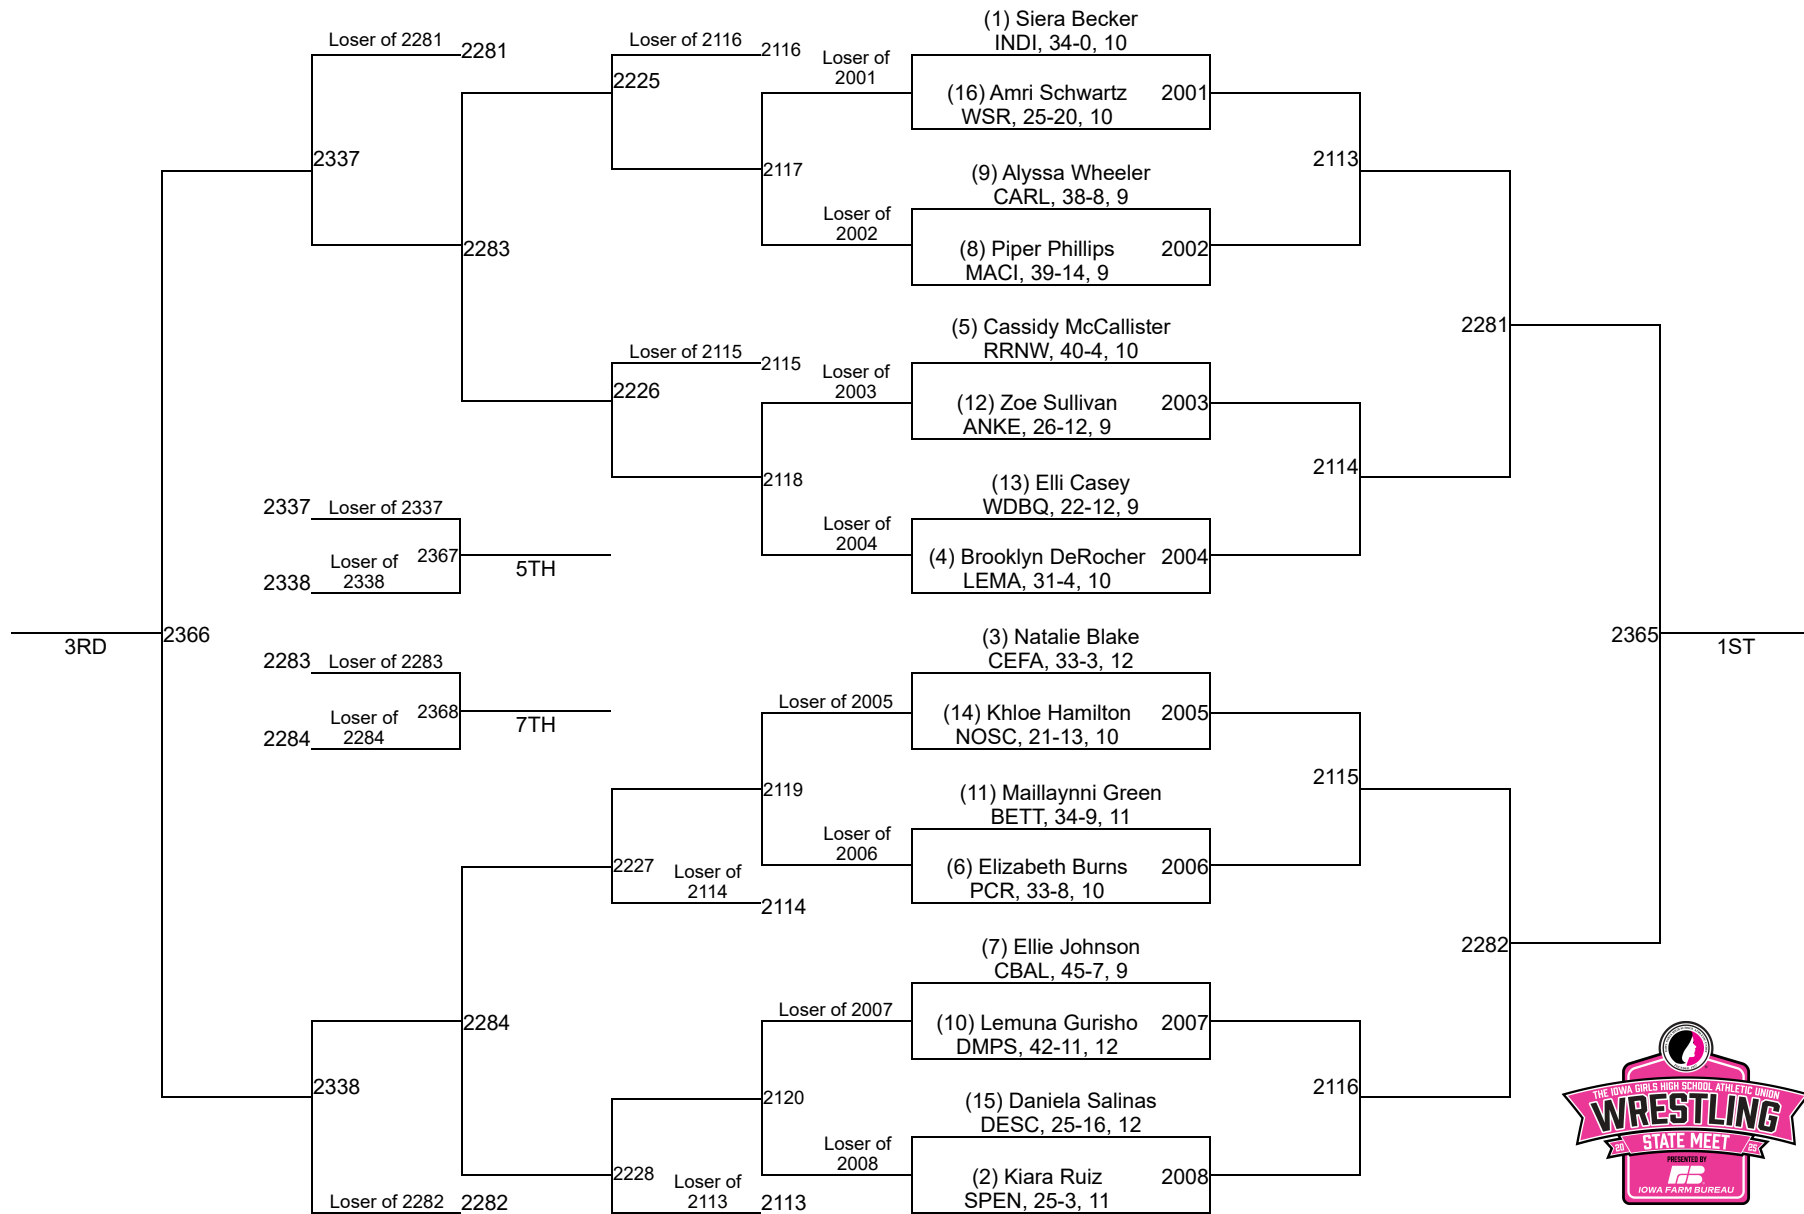 (1) Siera Becker
INDI, 34-0, 10
Loser of 2281
2281
Loser of 2116
2116
Loser of
2001
2225
(16) Amri Schwartz
WSR, 25-20, 10
2001
2337
2117
2113
(9) Alyssa Wheeler
CARL, 38-8, 9
Loser of
2002
2283
(8) Piper Phillips
MACI, 39-14, 9
2002
(5) Cassidy McCallister
RRNW, 40-4, 10
2281
Loser of 2115
2115
Loser of
2003
2226
(12) Zoe Sullivan
ANKE, 26-12, 9
2003
2114
2118
(13) Elli Casey
WDBQ, 22-12, 9
2337
Loser of 2337
Loser of
2004
2367
5TH
Loser of
2338
2338
(4) Brooklyn DeRocher
LEMA, 31-4, 10
2004
3RD
2366
(3) Natalie Blake
CEFA, 33-3, 12
2365
1ST
2283
Loser of 2283
Loser of 2005
2368
7TH
Loser of
2284
2284
(14) Khloe Hamilton
NOSC, 21-13, 10
2005
2115
2119
(11) Maillaynni Green
BETT, 34-9, 11
Loser of
2006
2227
Loser of
2114
2114
(6) Elizabeth Burns
PCR, 33-8, 10
2006
(7) Ellie Johnson
CBAL, 45-7, 9
2282
Loser of 2007
2284
(10) Lemuna Gurisho
DMPS, 42-11, 12
2007
2338
2120
2116
(15) Daniela Salinas
DESC, 25-16, 12
Loser of
2008
2228
Loser of
2113
2113
(2) Kiara Ruiz
SPEN, 25-3, 11
2008
Loser of 2282
2282
THE IOWA GIRLS HIGH SCHOOL ATHLETIC UNION
WRESTLING
20 STATE MEET 25
PRESENTED BY
FB
IOWA FARM BUREAU